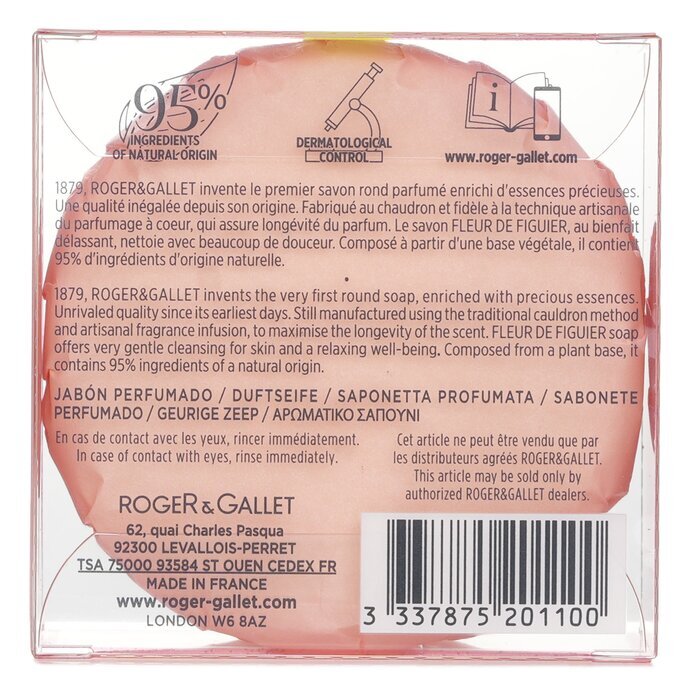 95%
INGREDIENTS
OF NATURAL ORIGIN
DERMATOLOGICAL
CONTROL
i
www.roger-gallet.com
1879, ROGER&GALLET invente le premier savon rond parfumé enrichi d'essences précieuses.
Une qualité inégalée depuis son origine. Fabriqué au chaudron et fidèle à la technique artisanale
du parfumage à coeur, qui assure longévité du parfum. Le savon FLEUR DE FIGUIER, au bienfait
délassant, nettoie avec beaucoup de douceur. Composé à partir d'une base végétale, il contient
95% d'ingrédients d'origine naturelle.
1879, ROGER&GALLET invents the very first round soap, enriched with precious essences.
Unrivaled quality since its earliest days. Still manufactured using the traditional cauldron method
and artisanal fragrance infusion, to maximise the longevity of the scent. FLEUR DE FIGUIER soap
offers very gentle cleansing for skin and a relaxing well-being. Composed from a plant base, it
contains 95% ingredients of a natural origin.
JABÓN PERFUMADO / DUFTSEIFE / SAPONETTA PROFUMATA / SABONETE
PERFUMADO / GEURIGE ZEEP / ΑΡΩΜΑΤΙΚΟ ΣΑΠΟΥΝΙ
En cas de contact avec les yeux, rincer immédiatement.
In case of contact with eyes, rinse immediately.
Cet article ne peut être vendu que par
les distributeurs agréés ROGER&GALLET.
This article may be sold only by
authorized ROGER&GALLET dealers.
ROGER & GALLET
62, quai Charles Pasqua
92300 LEVALLOIS-PERRET
TSA 75000 93584 ST OUEN CEDEX FR
MADE IN FRANCE
www.roger-gallet.com
LONDON W6 8AZ
3 337875 201100